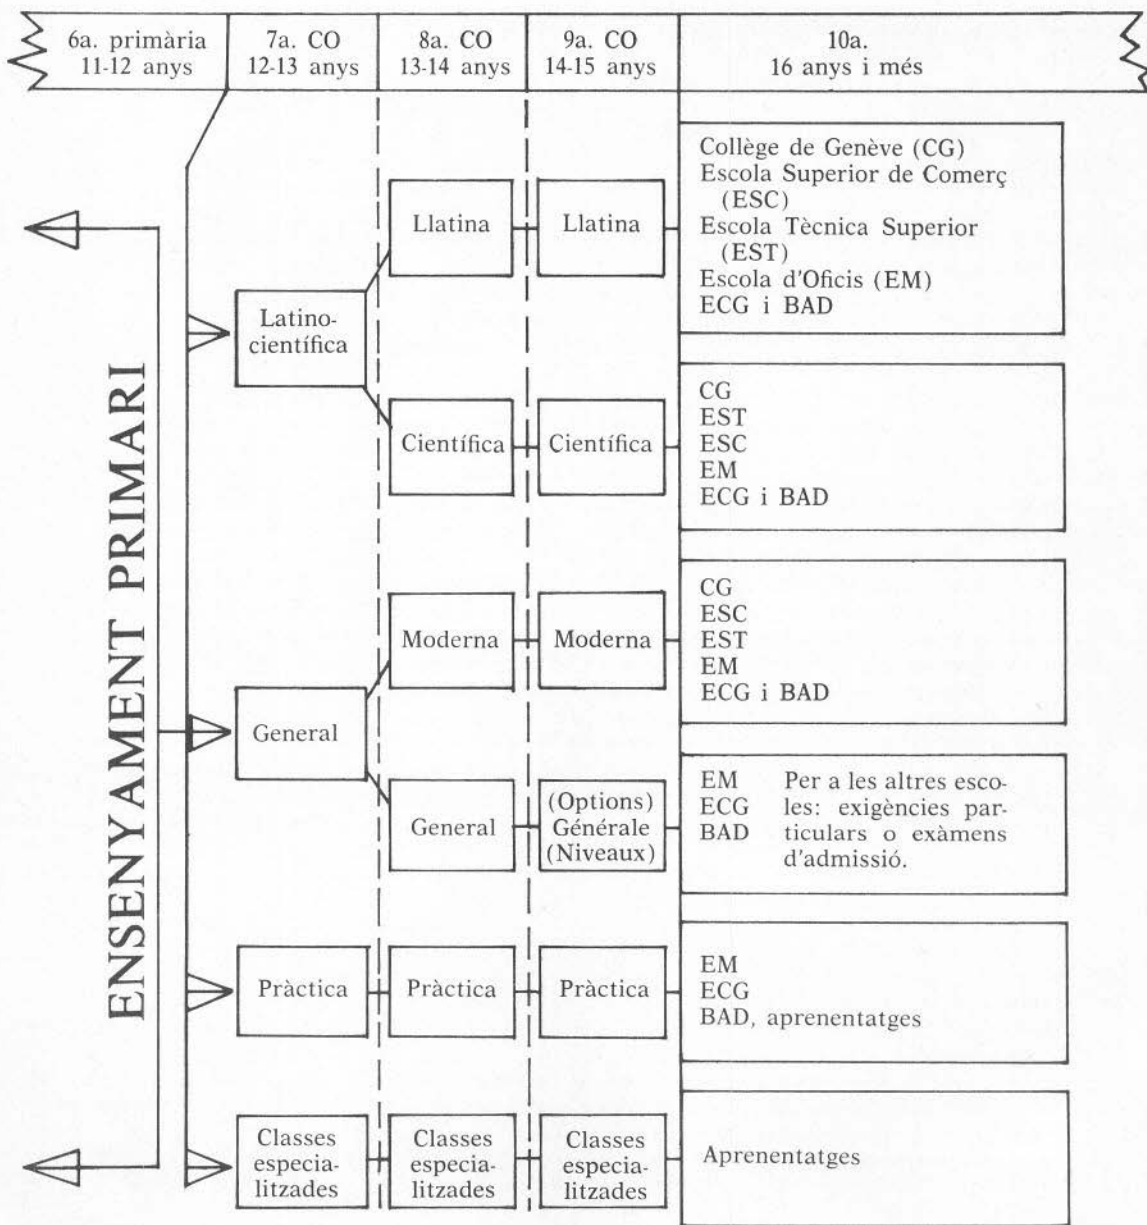 6a. primària
11-12 anys
7a. CO
12-13 anys
8a. CO
13-14 anys
9a. CO
14-15 anys
10a.
16 anys i més
ENSENYAMENT PRIMARI
Latino-
científica
Llatina
Llatina
Collège de Genève (CG)
Escola Superior de Comerç
(ESC)
Escola Tècnica Superior
(EST)
Escola d'Oficis (EM)
ECG i BAD
Científica
Científica
CG
EST
ESC
EM
ECG i BAD
General
Moderna
Moderna
CG
ESC
EST
EM
ECG i BAD
General
(Options)
Générale
(Niveaux)
EM
ECG
BAD
Per a les altres esco-
les: exigències par-
ticulars o exàmens
d'admissió.
Pràctica
Pràctica
Pràctica
EM
ECG
BAD, aprenentatges
Classes
especia-
litzades
Classes
especia-
litzades
Classes
especia-
litzades
Aprenentatges